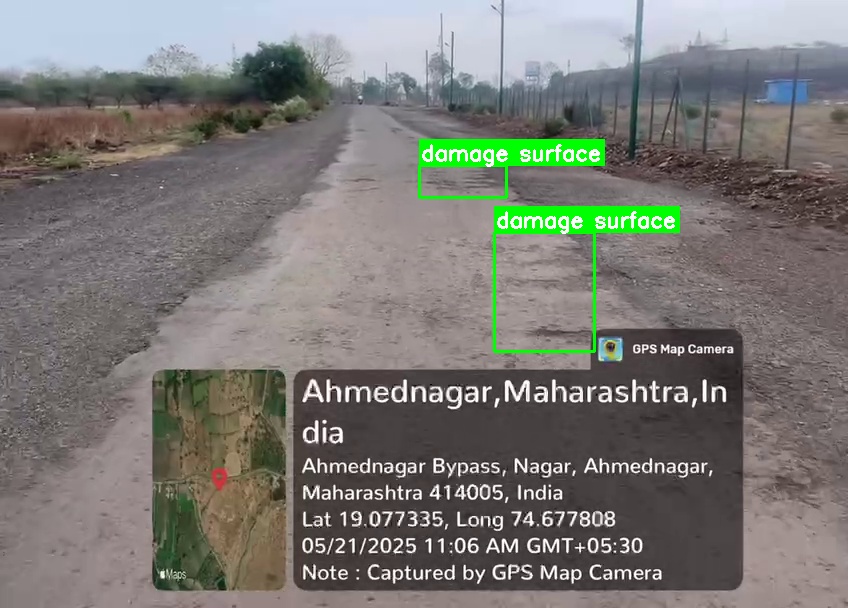 damage surface
damage surface
GPS Map Camera
Ahmednagar,Maharashtra,In
dia
Ahmednagar Bypass, Nagar, Ahmednagar,
Maharashtra 414005, India
Lat 19.077335, Long 74.677808
05/21/2025 11:06 AM GMT+05:30
Note : Captured by GPS Map Camera
Maps